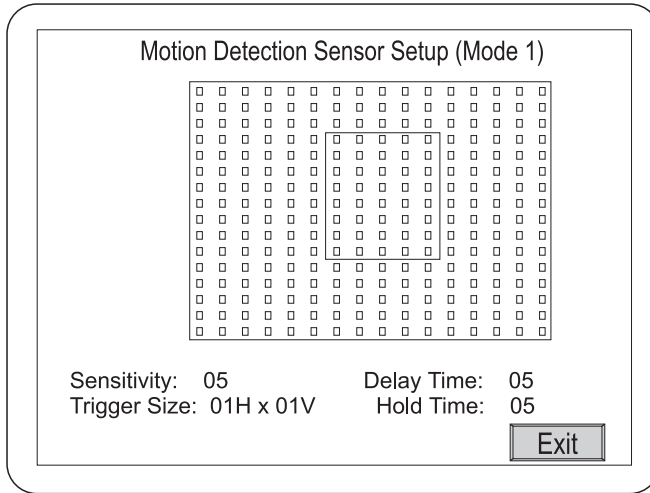 Motion Detection Sensor Setup (Mode 1)
Sensitivity: 05 Delay Time: 05
Trigger Size: 01H x 01V Hold Time: 05
Exit